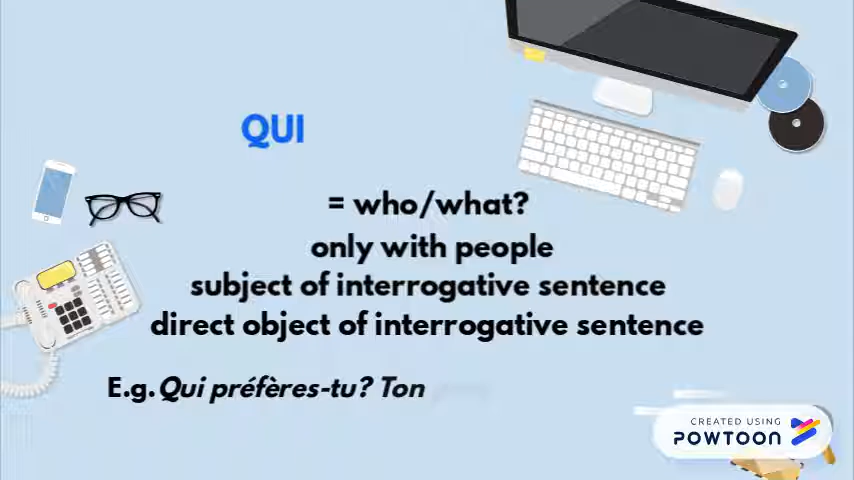 QUI
= who/what?
only with people
subject of interrogative sentence
direct object of interrogative sentence
E.g. Qui préfères-tu? Ton
CREATED USING
POWTOON